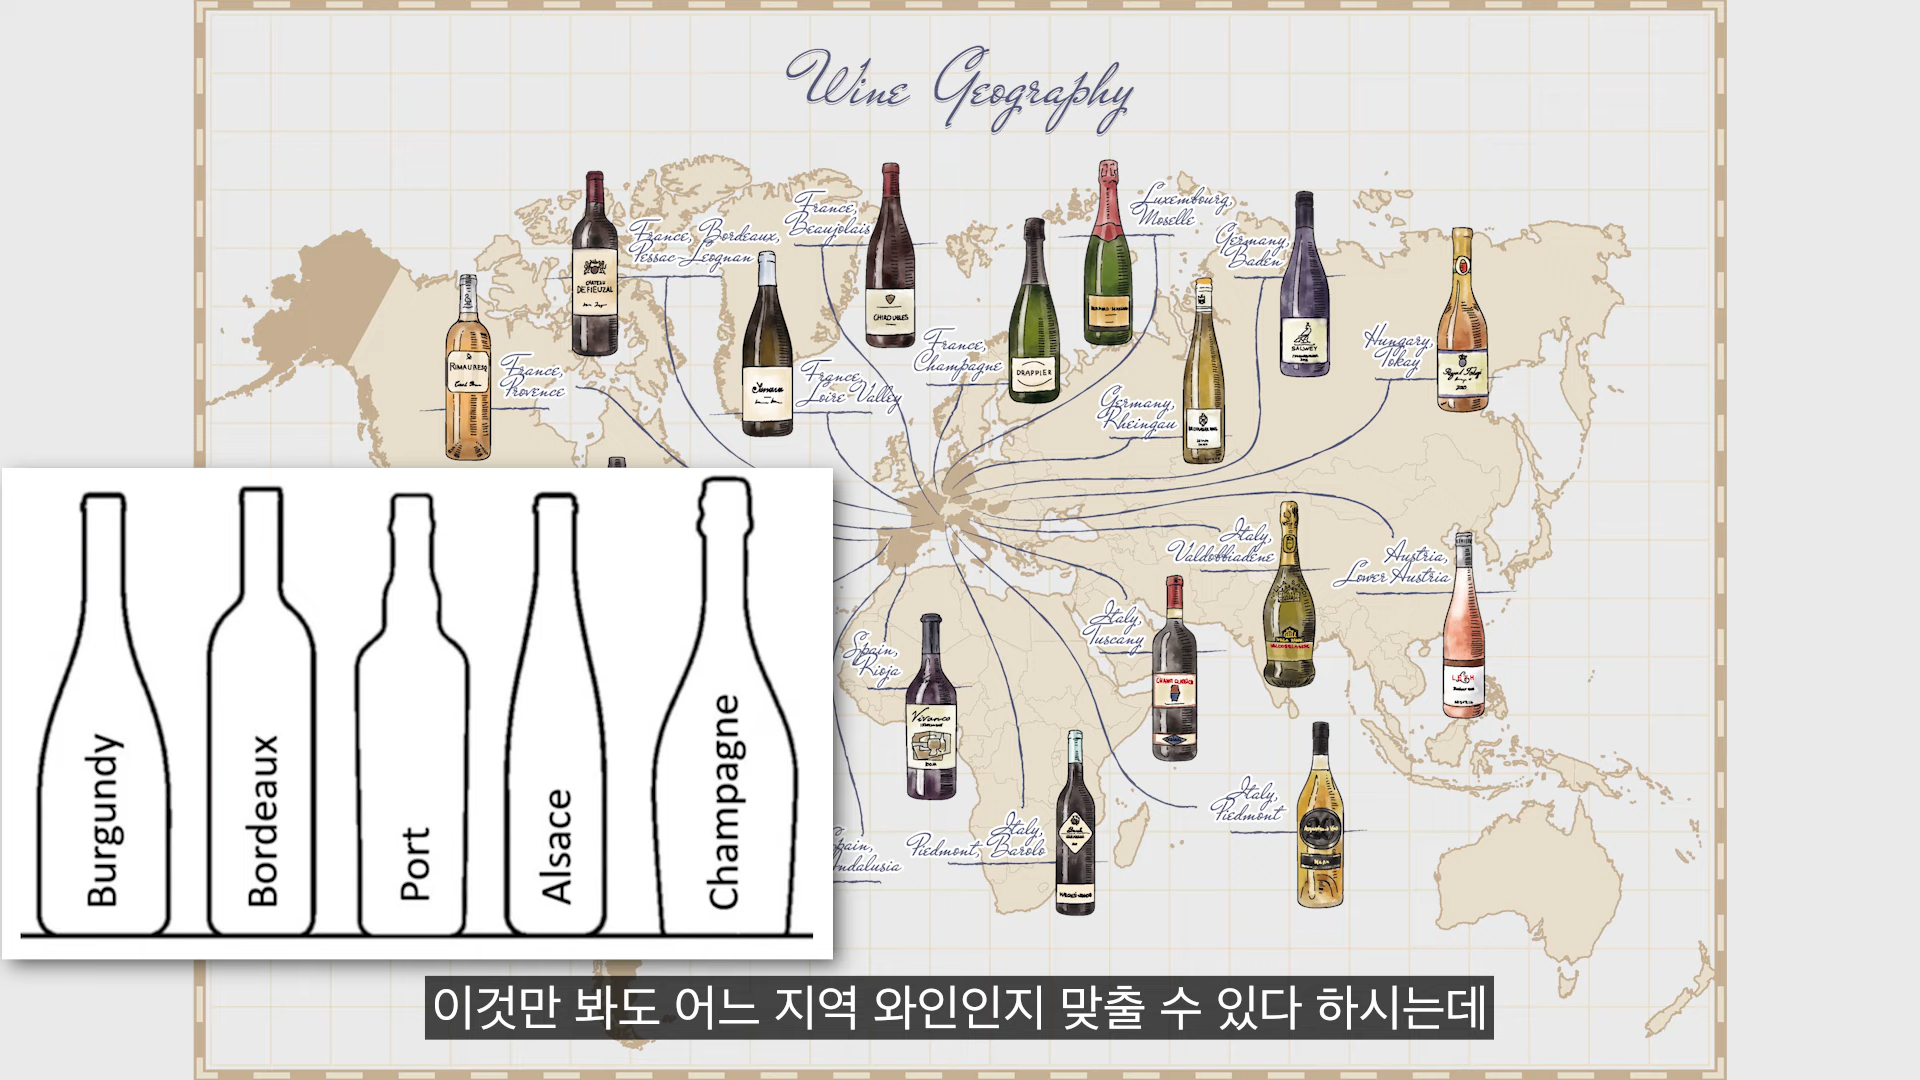 Wine Geography
France,
Beaujolais
Luxembourg,
Moselle
France, Bordeaux,
Pessac-Leognan
Germany,
Baden
CHATEAU
DE FIEUZAL
CHIROUBLES
France,
Champagne
DRAPPIER
SALWEY
Hungary,
Tokay
RIMAURESQ
France,
Provence
France,
Loire Valley
Germany,
Rheingau
Italy,
Valdobbiadene
Austria,
Lower Austria
Italy,
Tuscany
Spain,
Rioja
Vivanco
Italy,
Piedmont
Italy,
Piedmont, Barolo
pain,
ndalusia
Burgundy
Bordeaux
Port
Alsace
Champagne
이것만 봐도 어느 지역 와인인지 맞출 수 있다 하시는데